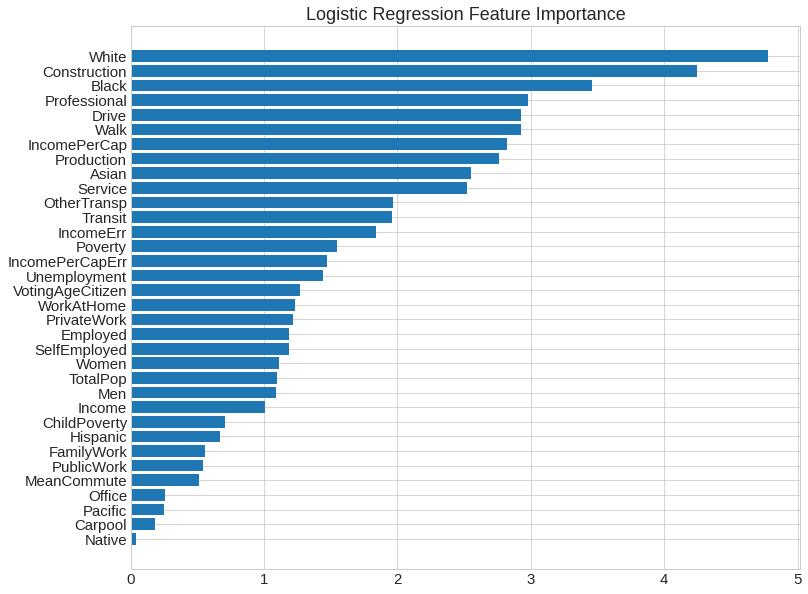 Logistic Regression Feature Importance
White
Construction
Black
Professional
Drive
Walk
IncomePerCap
Production
Asian
Service
OtherTransp
Transit
IncomeErr
Poverty
IncomePerCapErr
Unemployment
VotingAgeCitizen
WorkAtHome
PrivateWork
Employed
SelfEmployed
Women
TotalPop
Men
Income
ChildPoverty
Hispanic
FamilyWork
PublicWork
MeanCommute
Office
Pacific
Carpool
Native
0 1 2 3 4 5